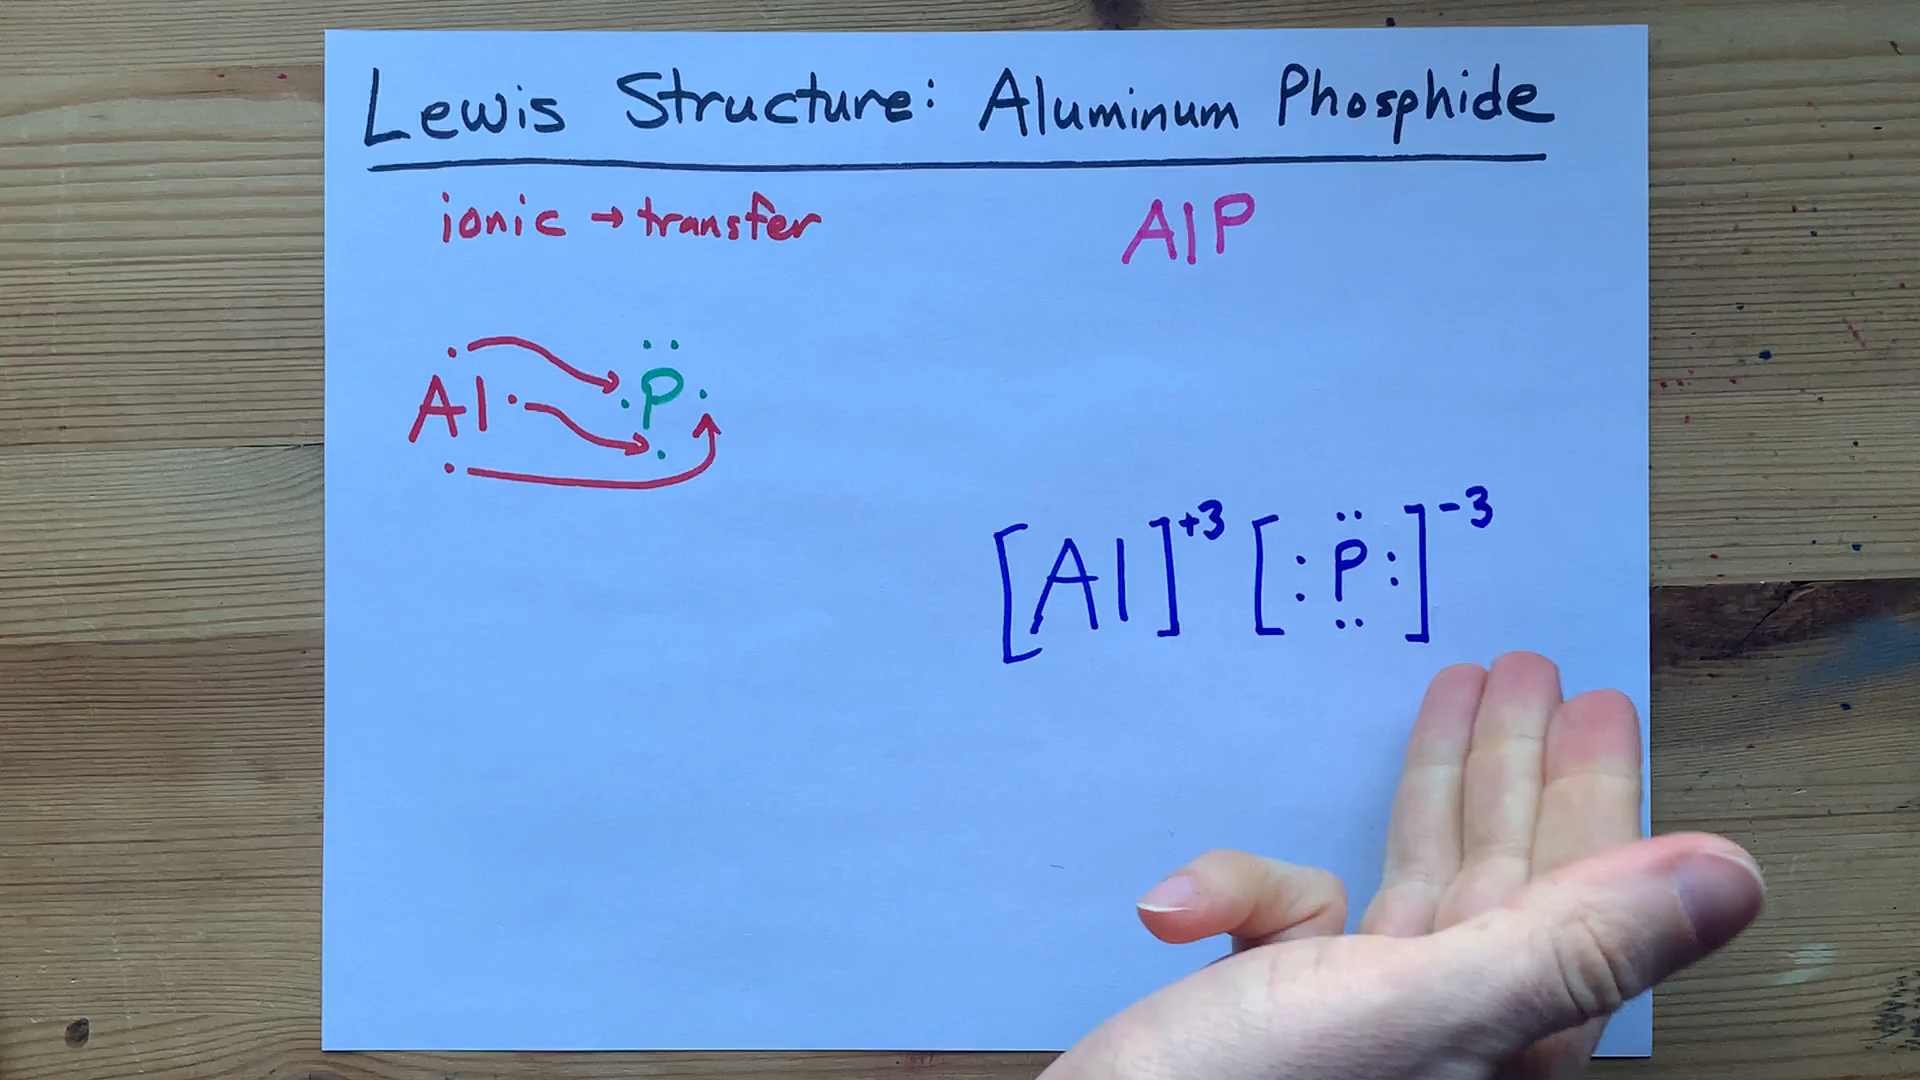 Lewis Structure: Aluminum Phosphide
ionic → transfer
AlP
Al · · P ·
[Al]⁺³ [:P̤̈:]⁻³